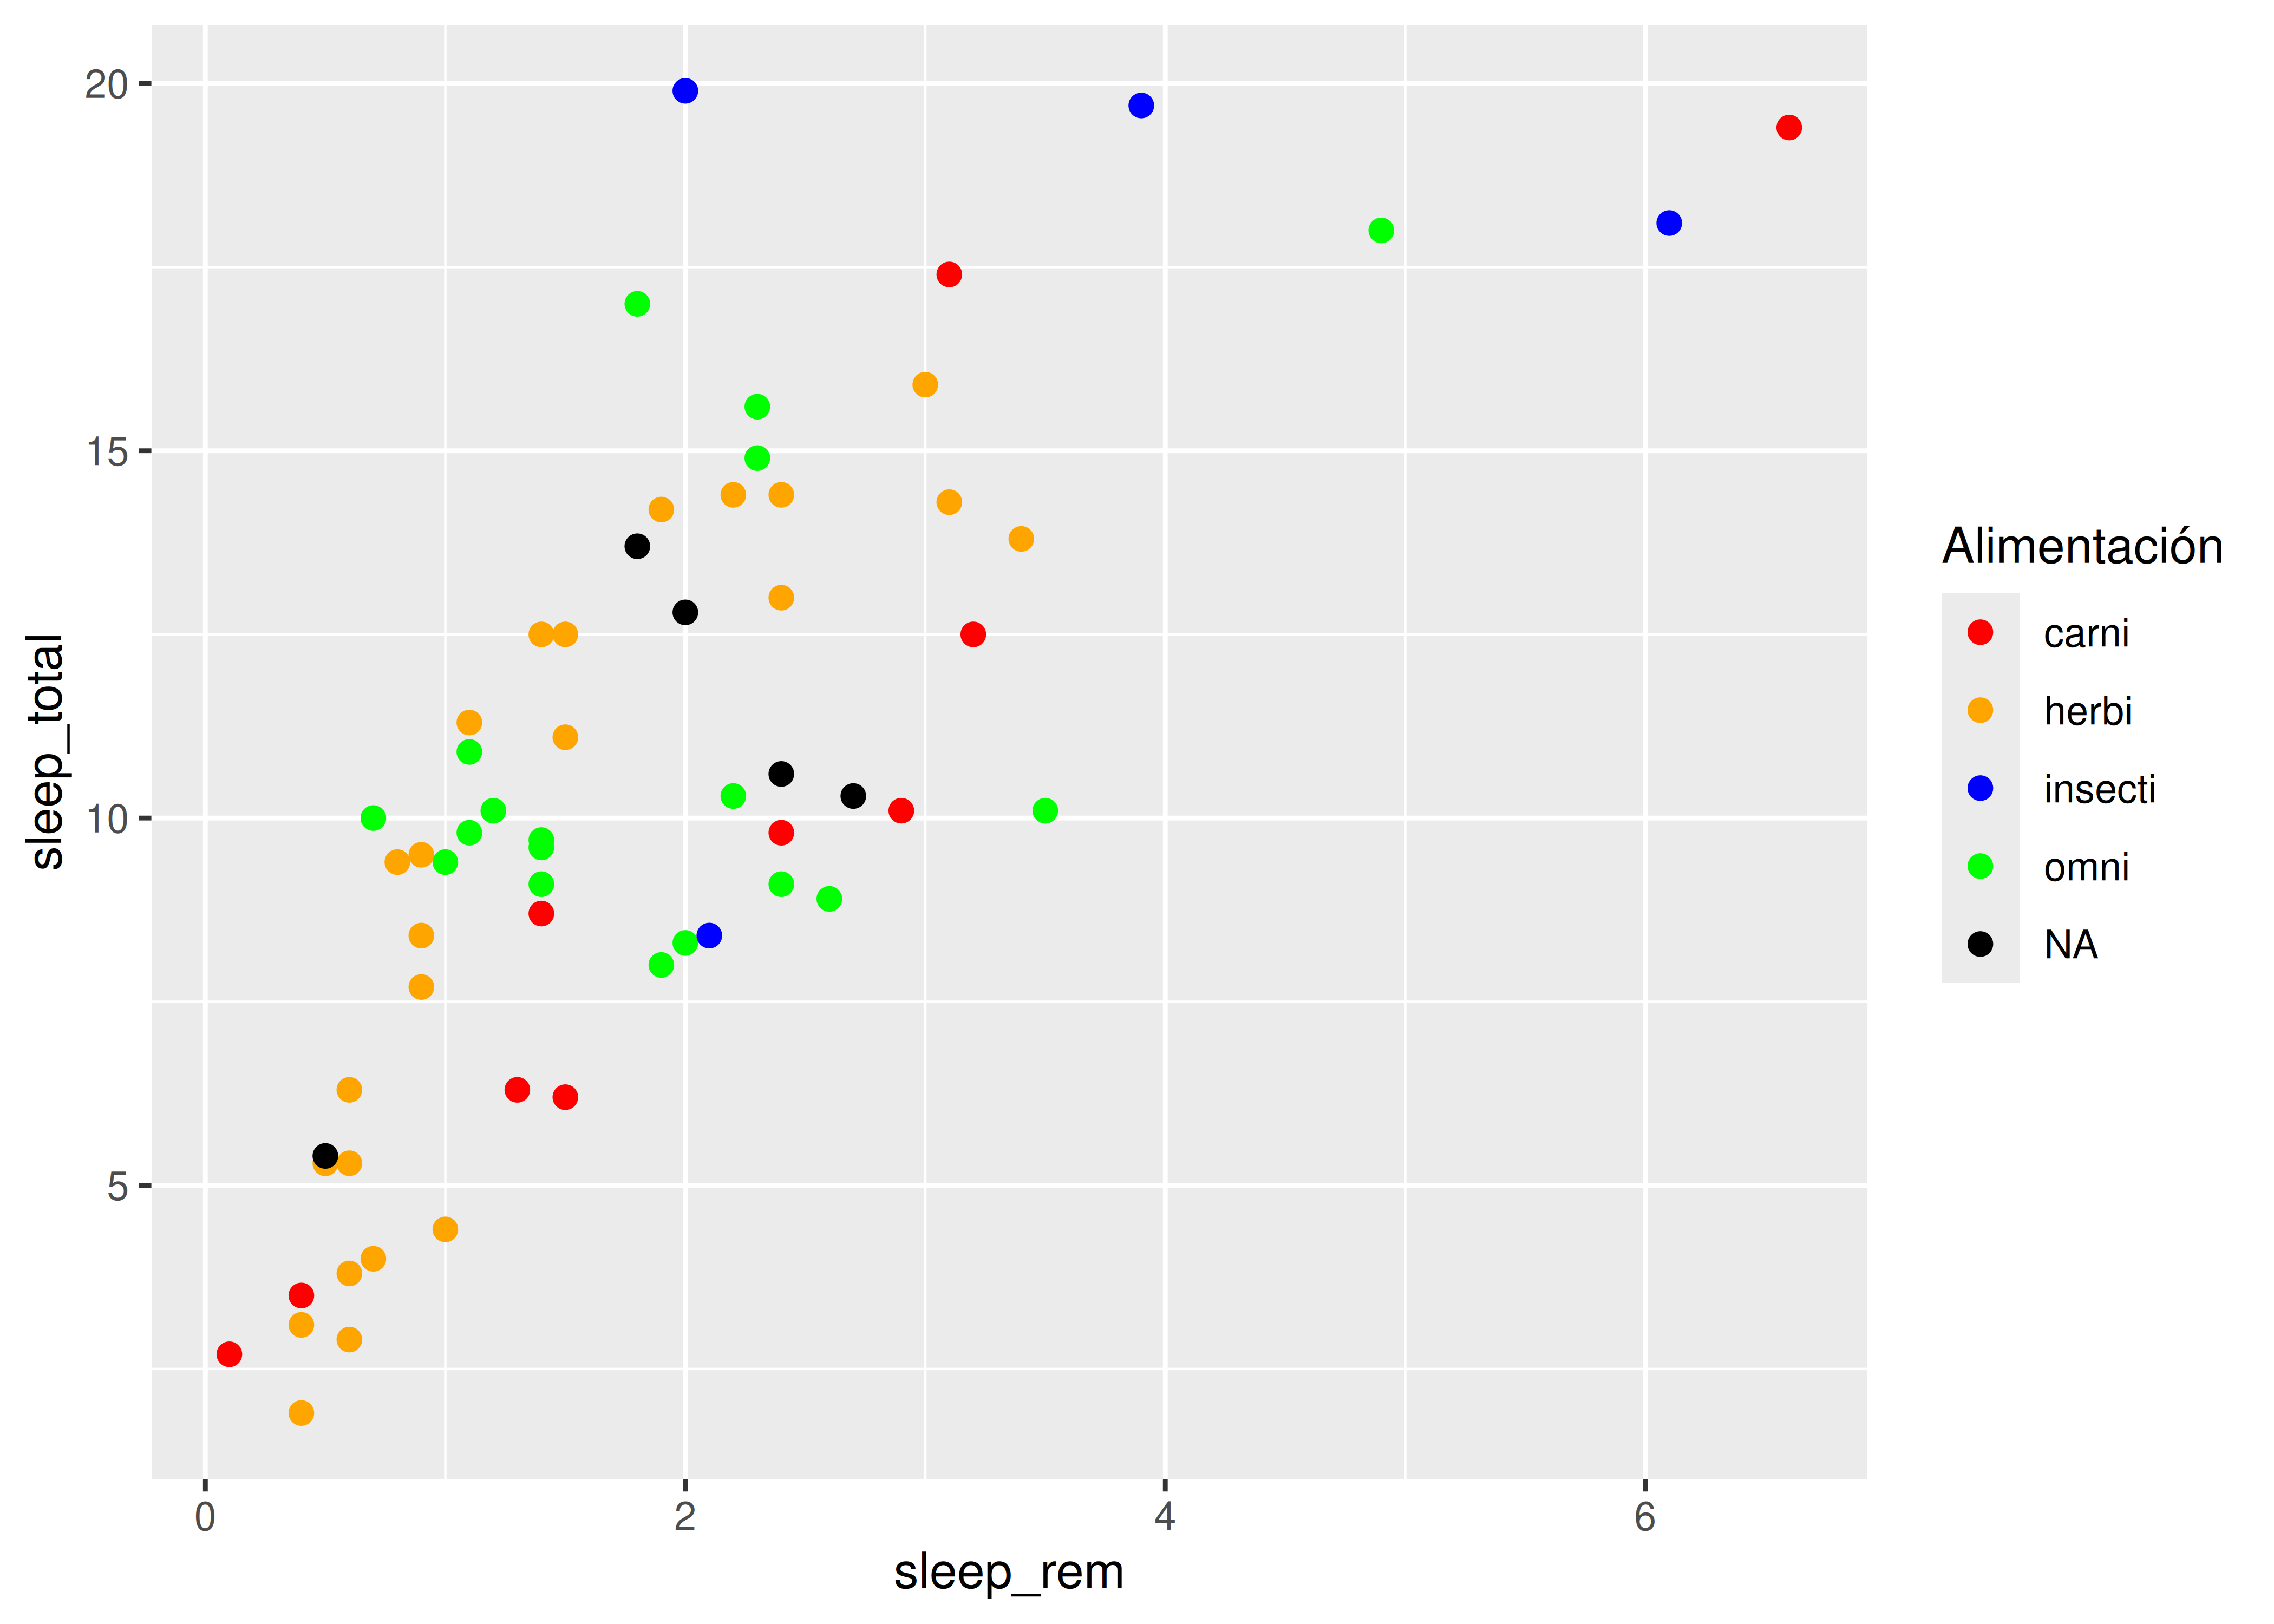 20
15
10
5
sleep_total
0 2 4 6
sleep_rem
Alimentación
carni
herbi
insecti
omni
NA